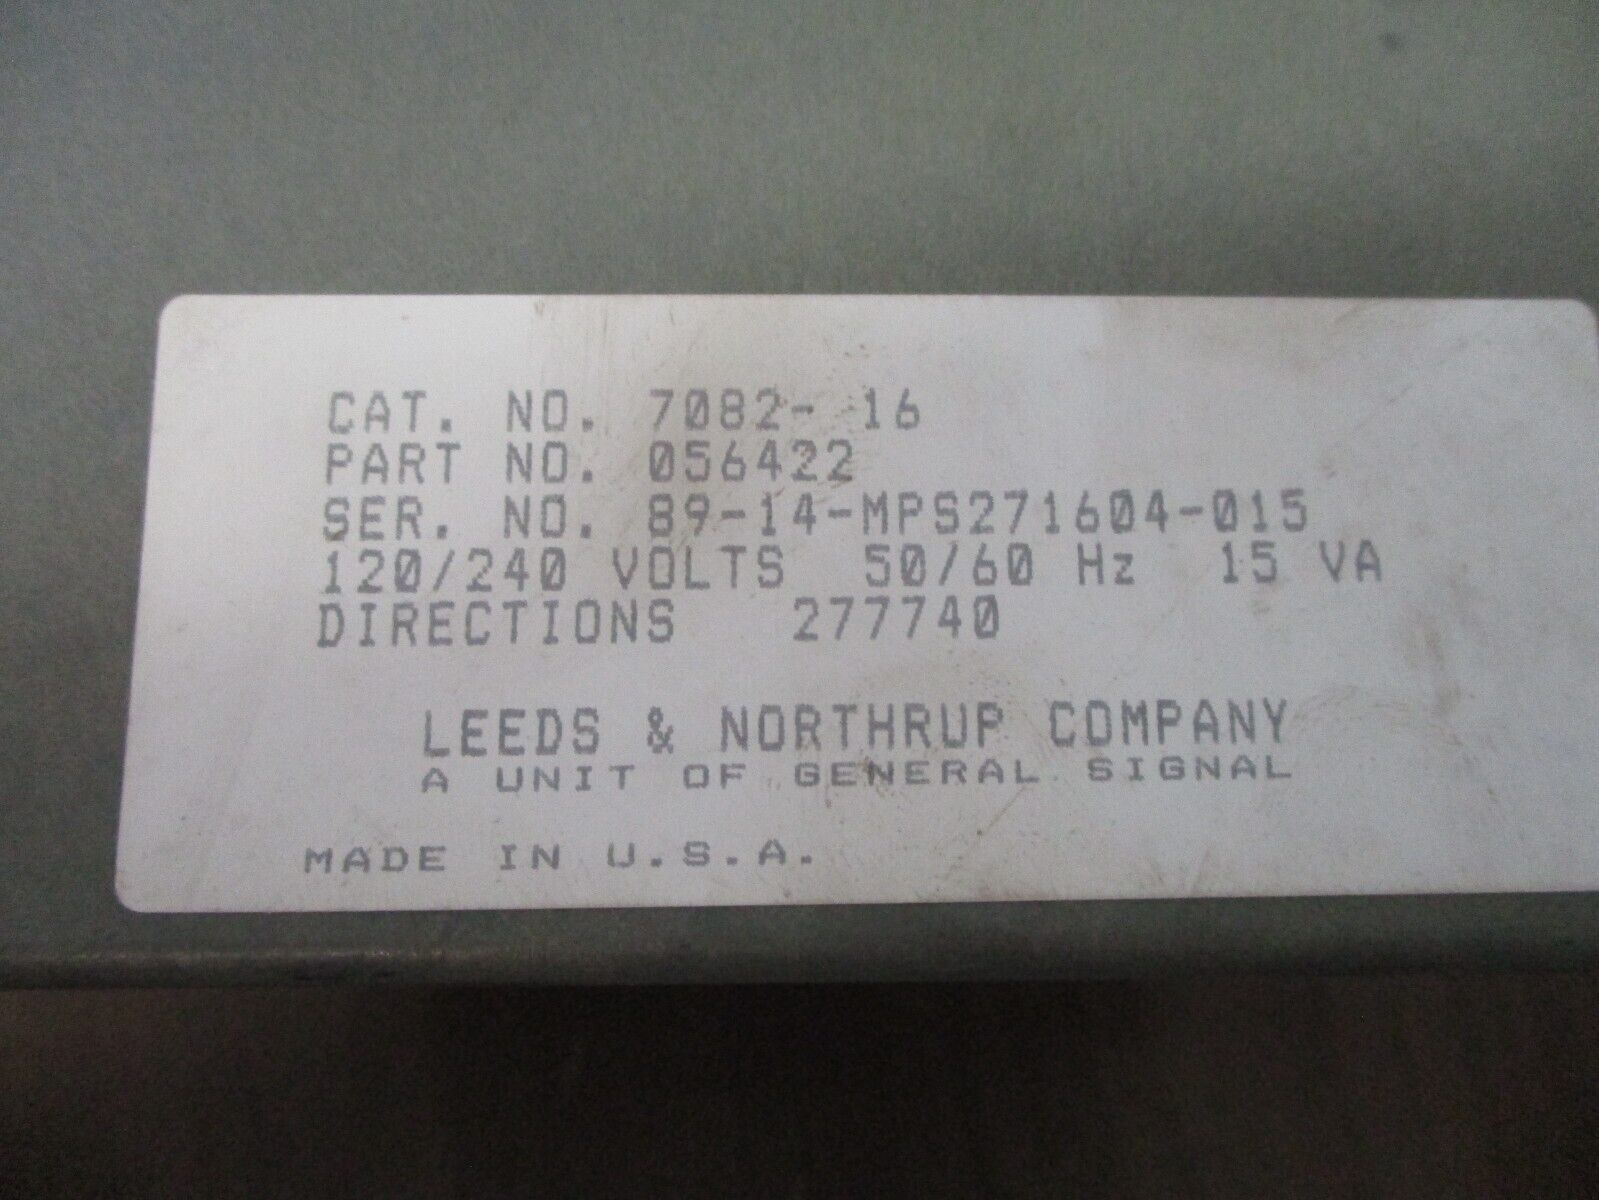 CAT. NO. 7082- 16
PART NO. 056422
SER. NO. 89-14-MPS271604-015
120/240 VOLTS 50/60 Hz 15 VA
DIRECTIONS 277740
LEEDS & NORTHRUP COMPANY
A UNIT OF GENERAL SIGNAL
MADE IN U.S.A.